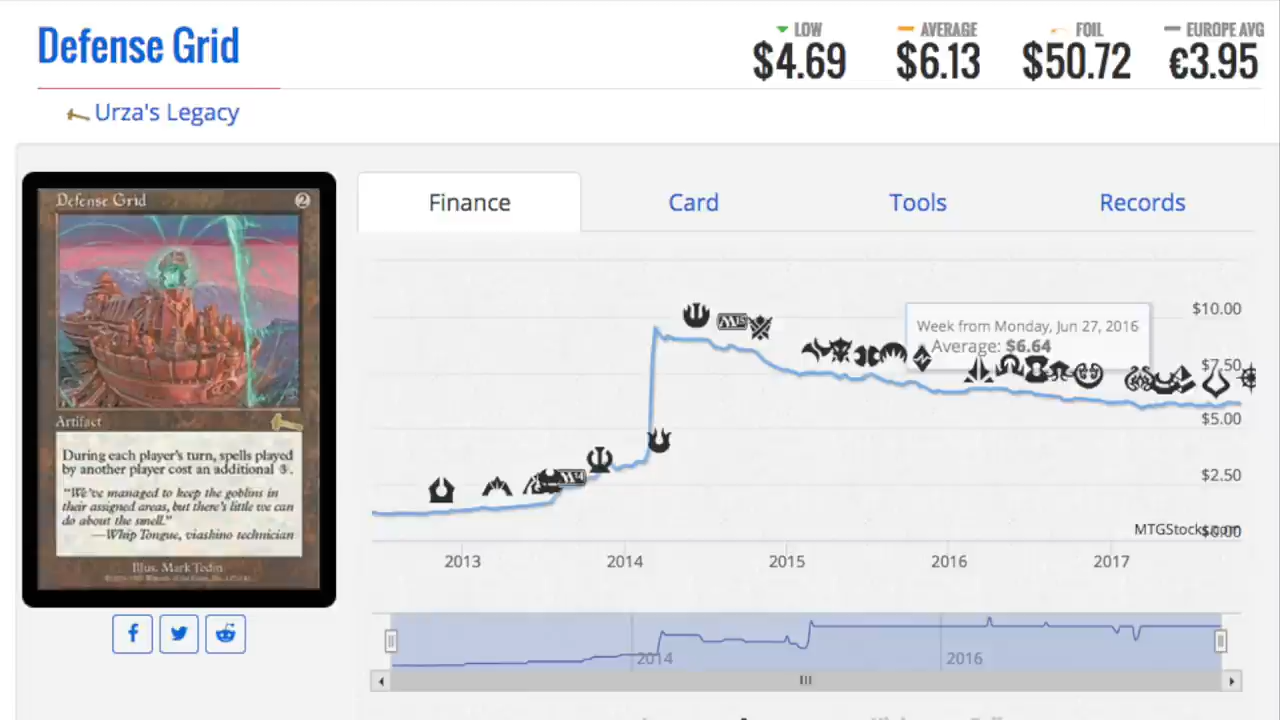 Defense Grid
LOW
AVERAGE
FOIL
EUROPE AVG
$4.69
$6.13
$50.72
€3.95
Urza's Legacy
Defense Grid
2
Artifact
During each player's turn, spells played
by another player cost an additional 3.
"We've managed to keep the goblins in
their assigned areas, but there's little we can
do about the smell."
—Whip Tongue, viashino technician
Illus. Mark Tedin
Finance
Card
Tools
Records
$10.00
Week from Monday, Jun 27, 2016
Average: $6.64
$7.50
$5.00
$2.50
MTGStocks.com
$0.00
M15
M14
2013
2014
2015
2016
2017
2014
2016